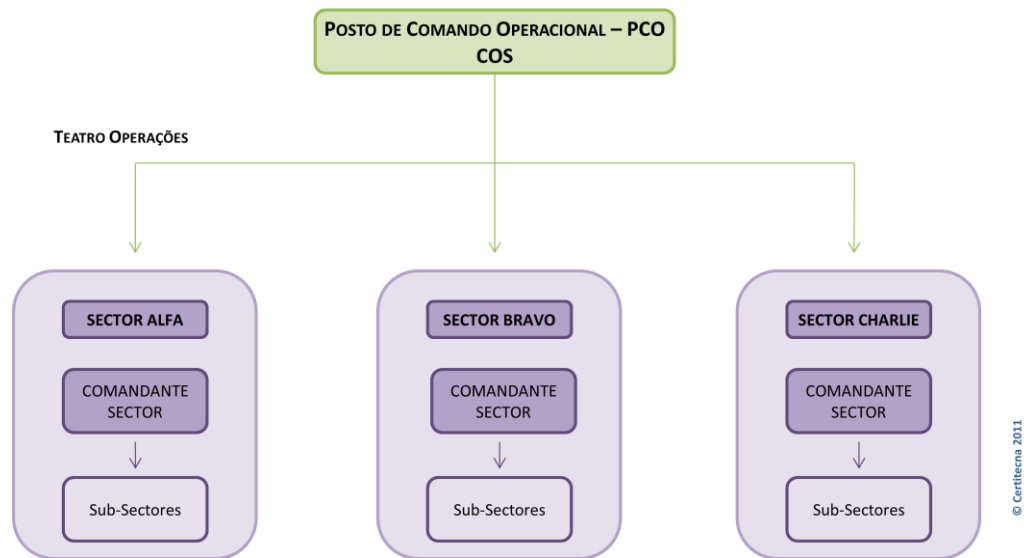 POSTO DE COMANDO OPERACIONAL – PCO
COS
TEATRO OPERAÇÕES
SECTOR ALFA
COMANDANTE
SECTOR
Sub-Sectores
SECTOR BRAVO
COMANDANTE
SECTOR
Sub-Sectores
SECTOR CHARLIE
COMANDANTE
SECTOR
Sub-Sectores
© Certitecna 2011